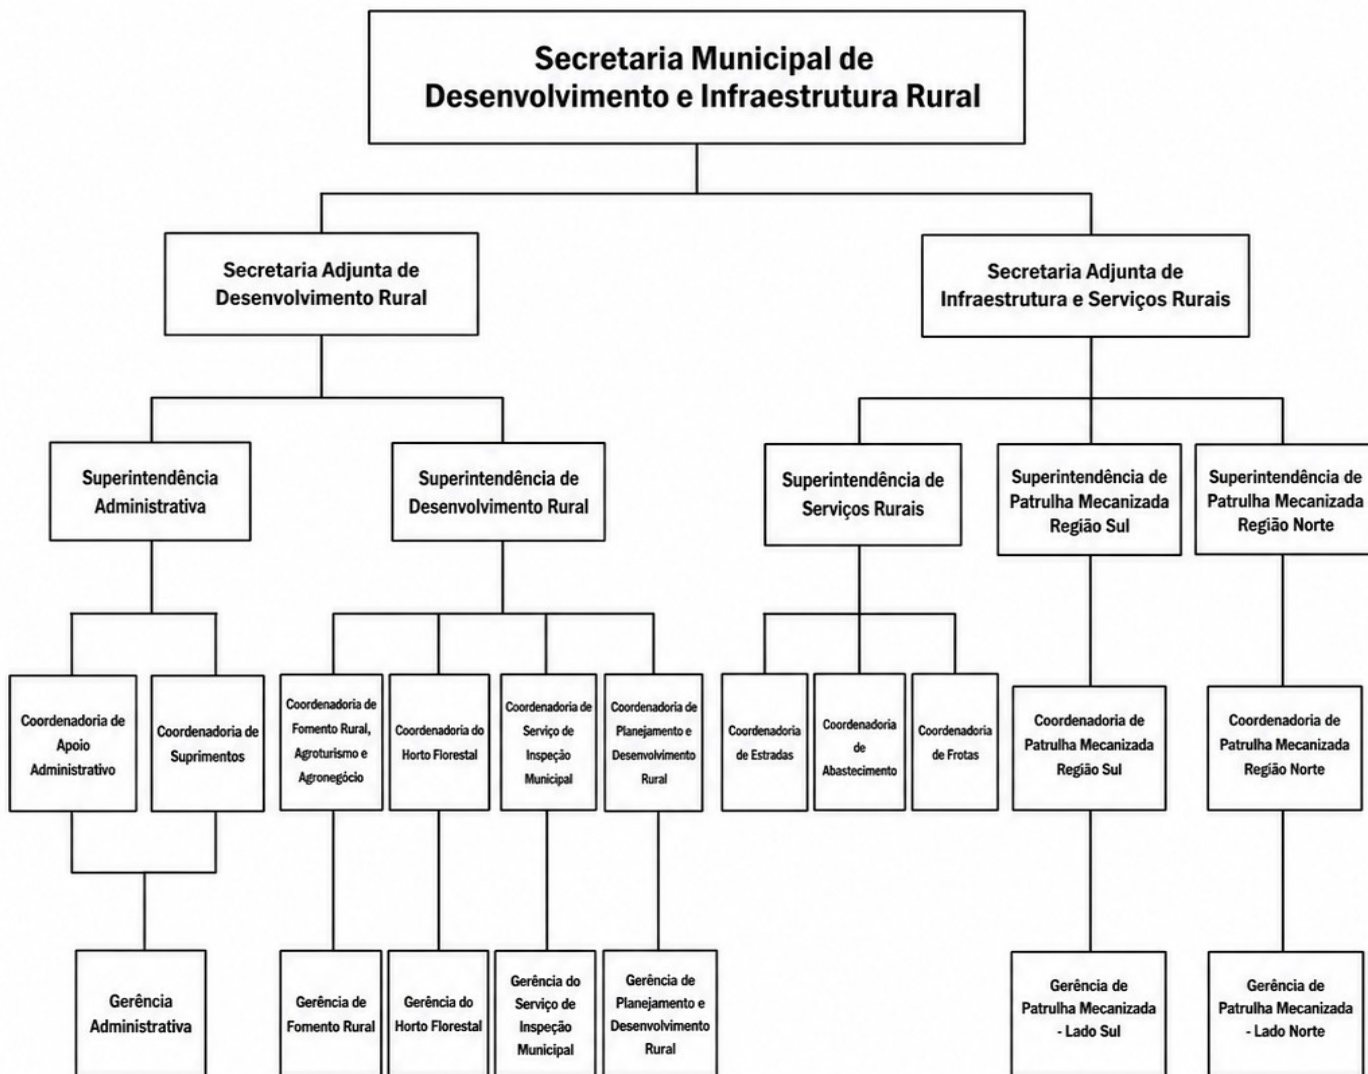 Secretaria Municipal de
Desenvolvimento e Infraestrutura Rural
Secretaria Adjunta de
Desenvolvimento Rural
Secretaria Adjunta de
Infraestrutura e Serviços Rurais
Superintendência
Administrativa
Superintendência de
Desenvolvimento Rural
Superintendência de
Serviços Rurais
Superintendência de
Patrulha Mecanizada
Região Sul
Superintendência de
Patrulha Mecanizada
Região Norte
Coordenadoria de
Apoio
Administrativo
Coordenadoria de
Suprimentos
Coordenadoria de
Fomento Rural,
Agroturismo e
Agronegócio
Coordenadoria do
Horto Florestal
Coordenadoria de
Serviço de
Inspeção
Municipal
Coordenadoria de
Planejamento e
Desenvolvimento
Rural
Coordenadoria
de Estradas
Coordenadoria
de
Abastecimento
Coordenadoria
de Frotas
Coordenadoria de
Patrulha Mecanizada
Região Sul
Coordenadoria de
Patrulha Mecanizada
Região Norte
Gerência
Administrativa
Gerência de
Fomento Rural
Gerência do
Horto Florestal
Gerência do
Serviço de
Inspeção
Municipal
Gerência de
Planejamento e
Desenvolvimento
Rural
Gerência de
Patrulha Mecanizada
- Lado Sul
Gerência de
Patrulha Mecanizada
- Lado Norte